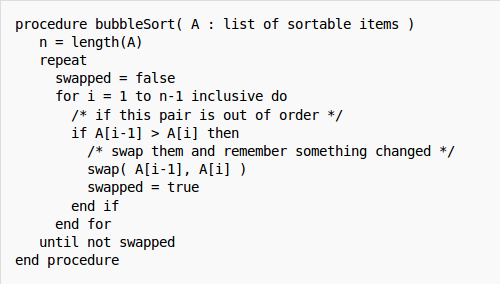 procedure bubbleSort( A : list of sortable items )
   n = length(A)
   repeat
     swapped = false
     for i = 1 to n-1 inclusive do
       /* if this pair is out of order */
       if A[i-1] > A[i] then
         /* swap them and remember something changed */
         swap( A[i-1], A[i] )
         swapped = true
       end if
     end for
   until not swapped
end procedure